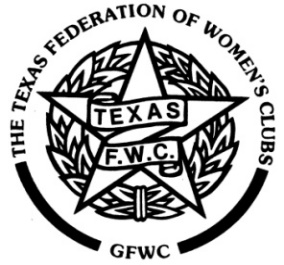 THE TEXAS FEDERATION OF WOMEN'S CLUBS
TEXAS
F.W.C.
GFWC